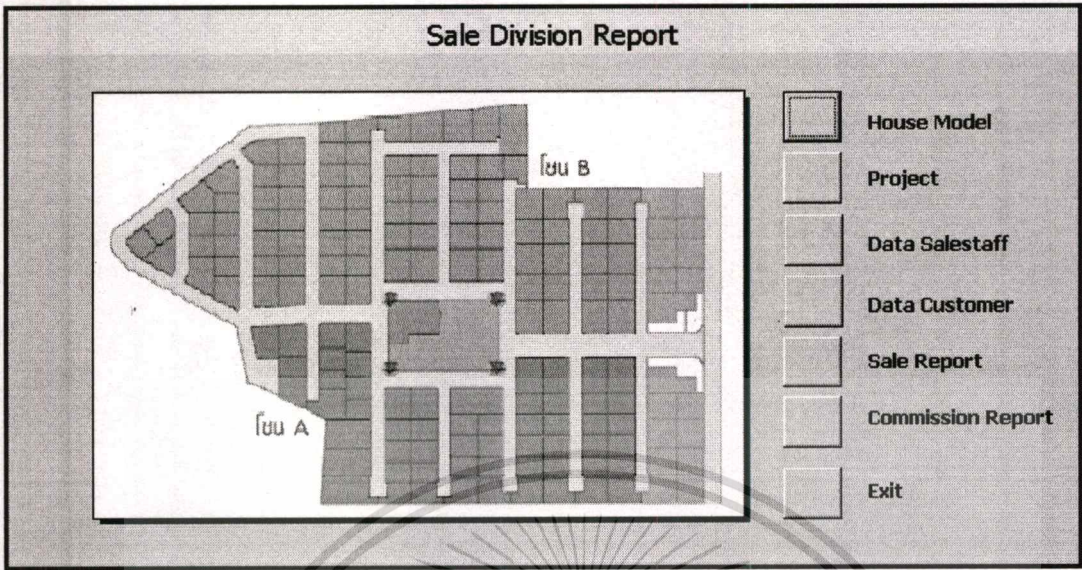 Sale Division Report
โซน B
โซน A
House Model
Project
Data Salestaff
Data Customer
Sale Report
Commission Report
Exit